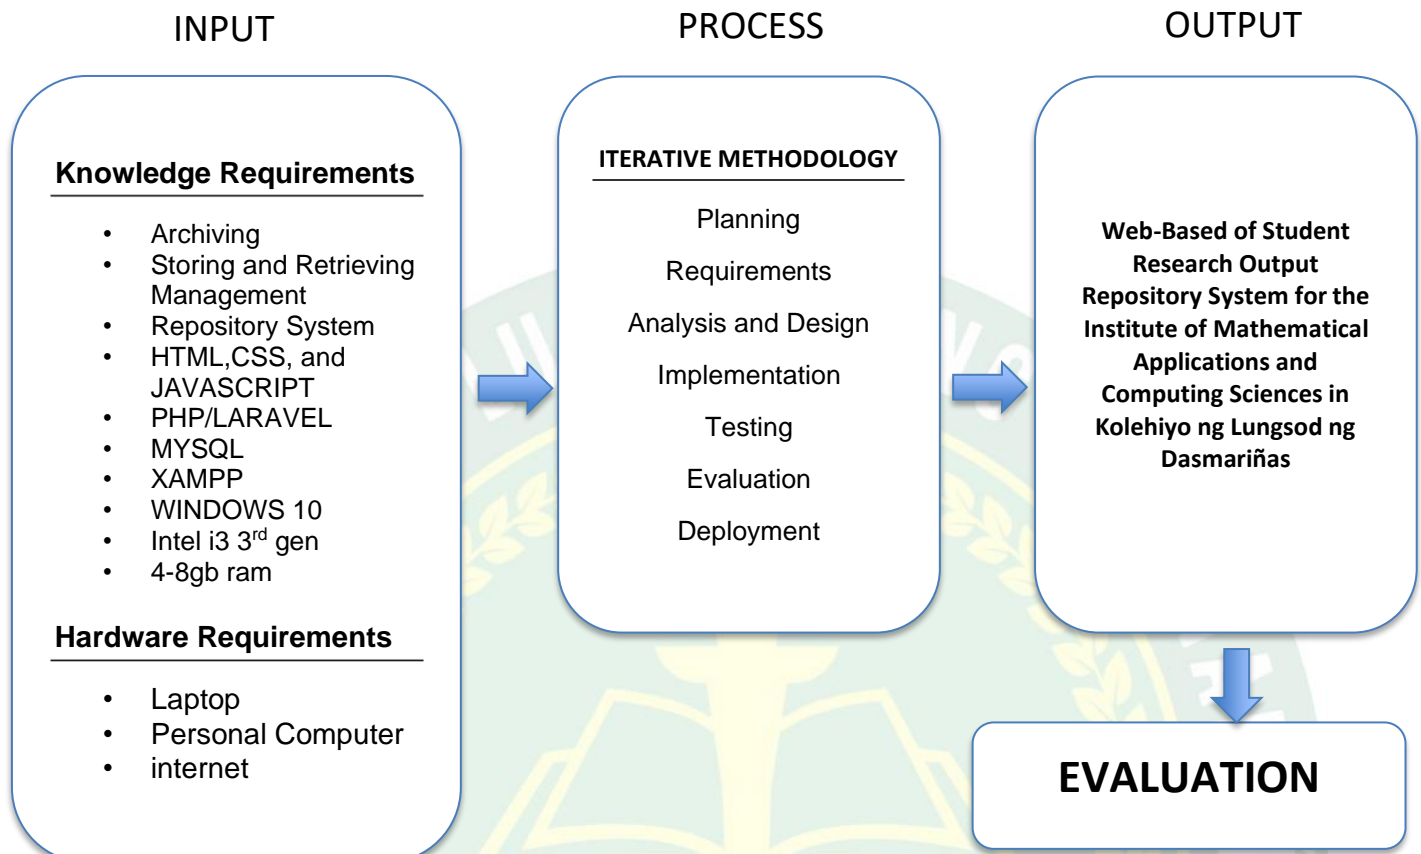 INPUT
Knowledge Requirements
• Archiving
• Storing and Retrieving
Management
• Repository System
• HTML,CSS, and
JAVASCRIPT
• PHP/LARAVEL
• MYSQL
• XAMPP
• WINDOWS 10
• Intel i3 3rd gen
• 4-8gb ram
Hardware Requirements
• Laptop
• Personal Computer
• internet
PROCESS
ITERATIVE METHODOLOGY
Planning
Requirements
Analysis and Design
Implementation
Testing
Evaluation
Deployment
OUTPUT
Web-Based of Student
Research Output
Repository System for the
Institute of Mathematical
Applications and
Computing Sciences in
Kolehiyo ng Lungsod ng
Dasmariñas
EVALUATION